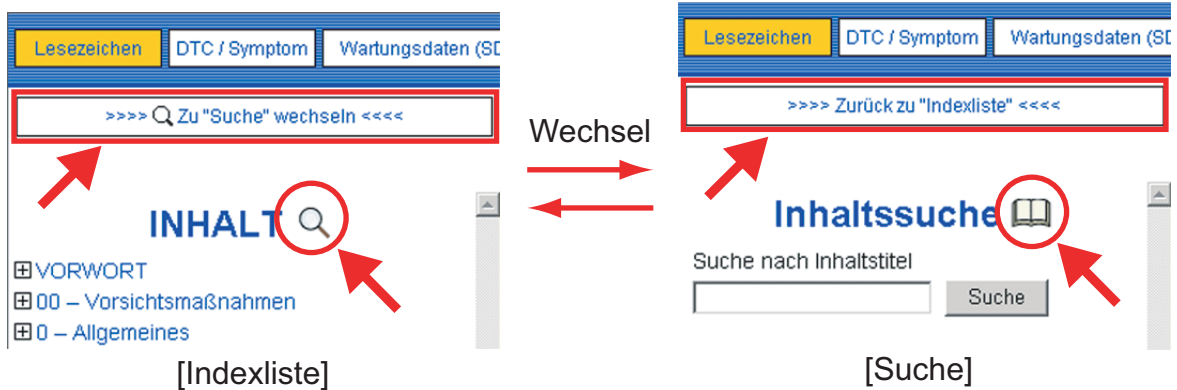 Lesezeichen DTC / Symptom Wartungsdaten (SD
>>>> Zu "Suche" wechseln <<<<
INHALT
VORWORT
00 – Vorsichtsmaßnahmen
0 – Allgemeines
[Indexliste]
Wechsel
Lesezeichen DTC / Symptom Wartungsdaten (SD
>>>> Zurück zu "Indexliste" <<<<
Inhaltssuche
Suche nach Inhaltstitel
Suche
[Suche]